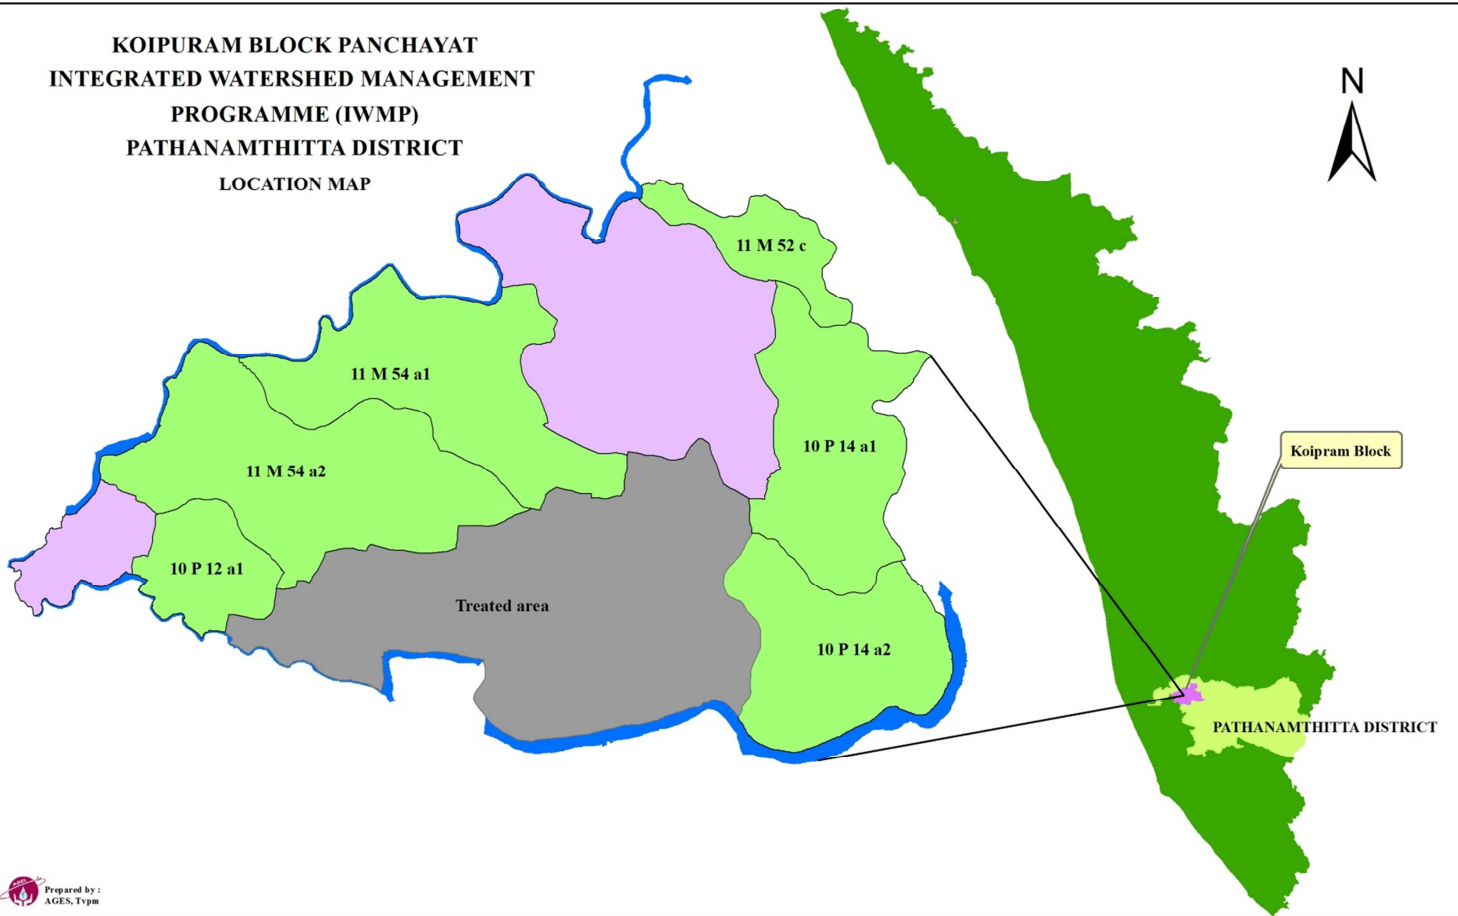 KOIPURAM BLOCK PANCHAYAT
INTEGRATED WATERSHED MANAGEMENT
PROGRAMME (IWMP)
PATHANAMTHITTA DISTRICT
LOCATION MAP
N
11 M 52 c
11 M 54 a1
10 P 14 a1
Koipram Block
11 M 54 a2
10 P 12 a1
Treated area
10 P 14 a2
PATHANAMTHITTA DISTRICT
Prepared by :
AGES, Tvpm